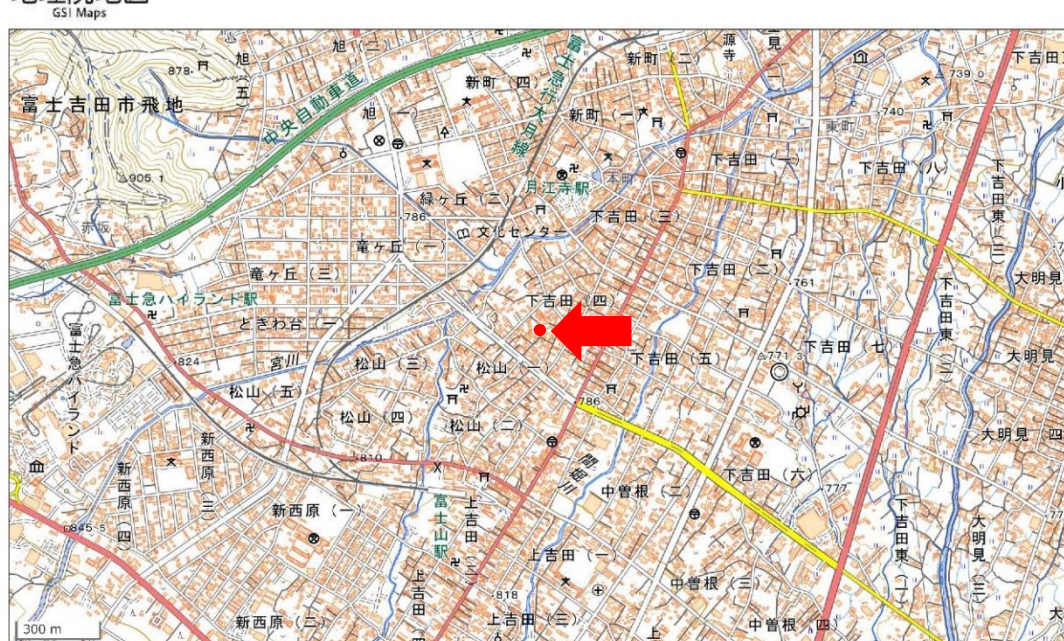 地理院地図
GSI Maps
富士吉田市飛地
878
旭（二）
旭（五）
旭（一）
中央自動車道
新町（四）
富士急行大月線
新町（二）
新町（一）
源寺
739.0
740
東町
下吉田（一）
下吉田（八）
下吉田東（三）
905.1
赤坂
786
緑ヶ丘（二）
月江寺駅
本町
下吉田（三）
文化センター
竜ヶ丘（一）
竜ヶ丘（三）
下吉田（二）
761
大明見
富士急ハイランド駅
ときわ台（一）
下吉田（四）
下吉田東（二）
富士急ハイランド
824
宮川
松山（三）
松山（一）
下吉田（五）
771.3
下吉田（七）
大明見
松山（五）
松山（四）
松山（二）
786
大明見（四）
新西原（三）
新西原（四）
810
間堀川
中曽根（二）
下吉田（六）
777
845.5
新西原（一）
富士山駅
上吉田（二）
上吉田（一）
下吉田東（一）
大明見（三）
818
中曽根（三）
上吉田（三）
上吉田
新西原（二）
中曽根（四）
300 m